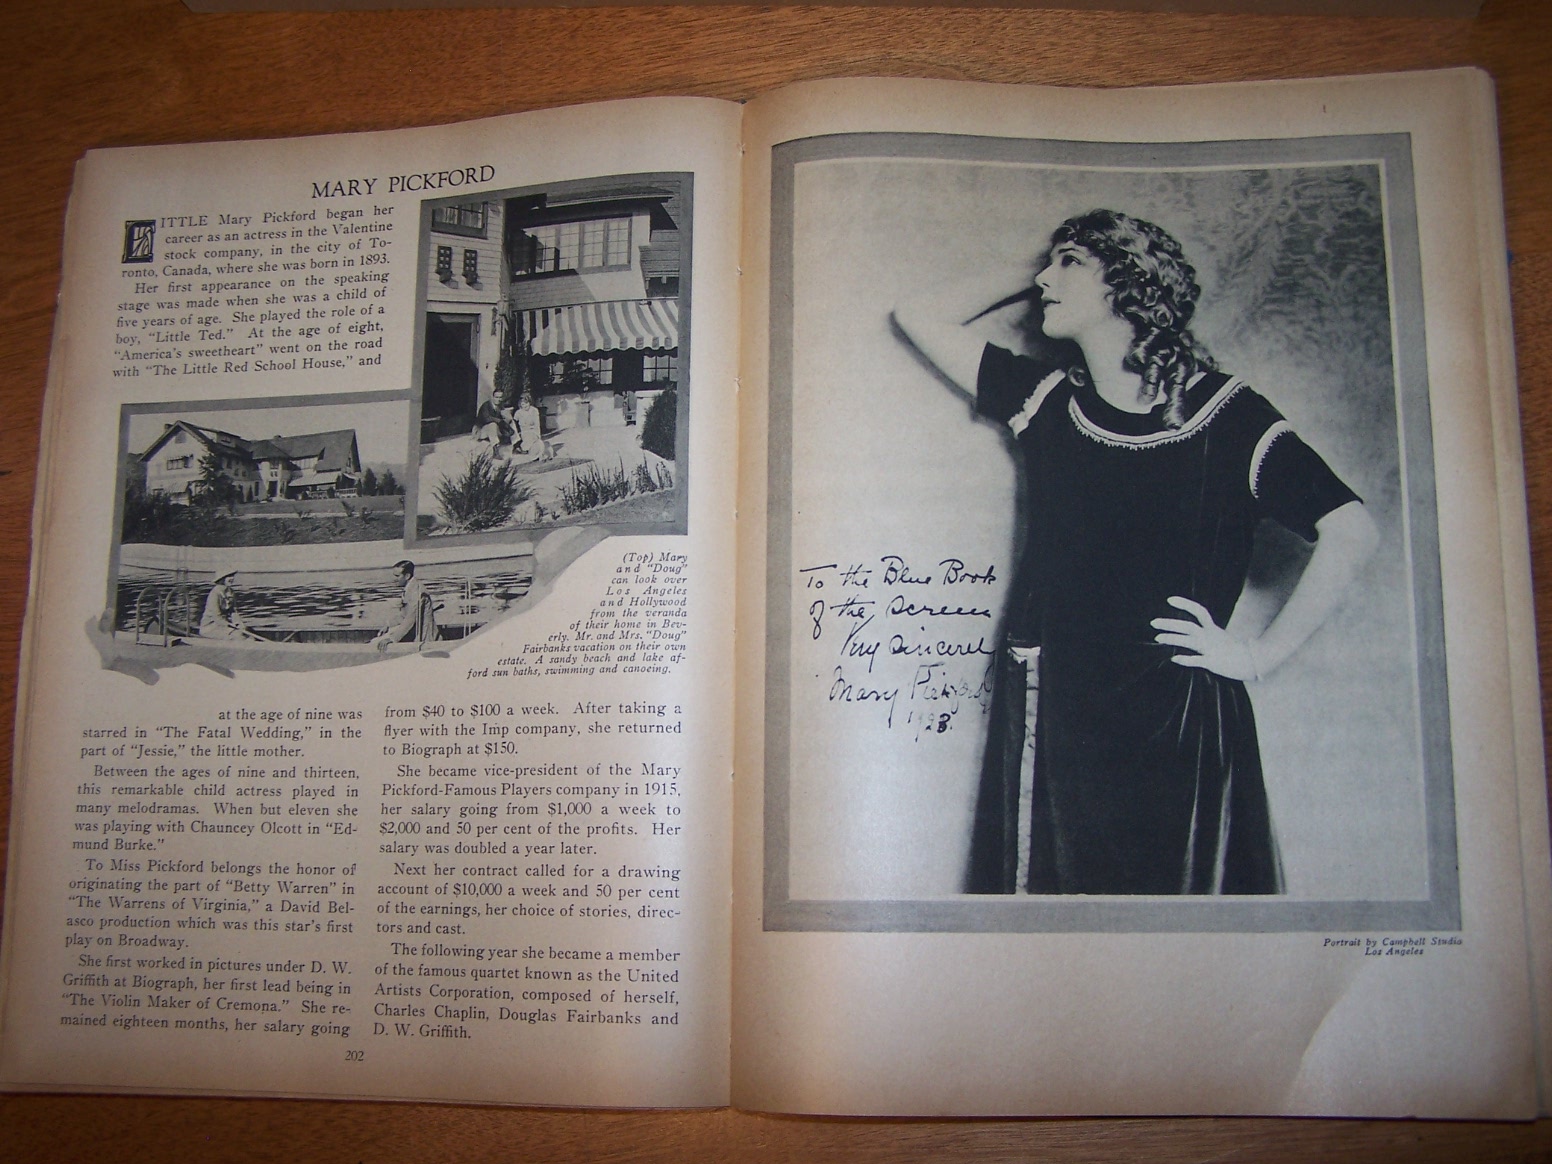 MARY PICKFORD
LITTLE Mary Pickford began her
career as an actress in the Valentine
stock company, in the city of To-
ronto, Canada, where she was born in 1893.
Her first appearance on the speaking
stage was made when she was a child of
five years of age. She played the role of a
boy, "Little Ted." At the age of eight,
"America's sweetheart" went on the road
with "The Little Red School House," and
(Top) Mary
and "Doug"
can look over
Los Angeles
and Hollywood
from the veranda
of their home in Bev-
erly. Mr. and Mrs. "Doug"
Fairbanks vacation on their own
estate. A sandy beach and lake af-
ford sun baths, swimming and canoeing.
at the age of nine was
starred in "The Fatal Wedding," in the
part of "Jessie," the little mother.
Between the ages of nine and thirteen,
this remarkable child actress played in
many melodramas. When but eleven she
was playing with Chauncey Olcott in "Ed-
mund Burke."
To Miss Pickford belongs the honor of
originating the part of "Betty Warren" in
"The Warrens of Virginia," a David Bel-
asco production which was this star's first
play on Broadway.
She first worked in pictures under D. W.
Griffith at Biograph, her first lead being in
"The Violin Maker of Cremona." She re-
mained eighteen months, her salary going
from $40 to $100 a week. After taking a
flyer with the Imp company, she returned
to Biograph at $150.
She became vice-president of the Mary
Pickford-Famous Players company in 1915,
her salary going from $1,000 a week to
$2,000 and 50 per cent of the profits. Her
salary was doubled a year later.
Next her contract called for a drawing
account of $10,000 a week and 50 per cent
of the earnings, her choice of stories, direc-
tors and cast.
The following year she became a member
of the famous quartet known as the United
Artists Corporation, composed of herself,
Charles Chaplin, Douglas Fairbanks and
D. W. Griffith.
202
To the Blue Book
of the Screen
Very Sincerely
Mary Pickford
1923.
Portrait by Campbell Studio
Los Angeles